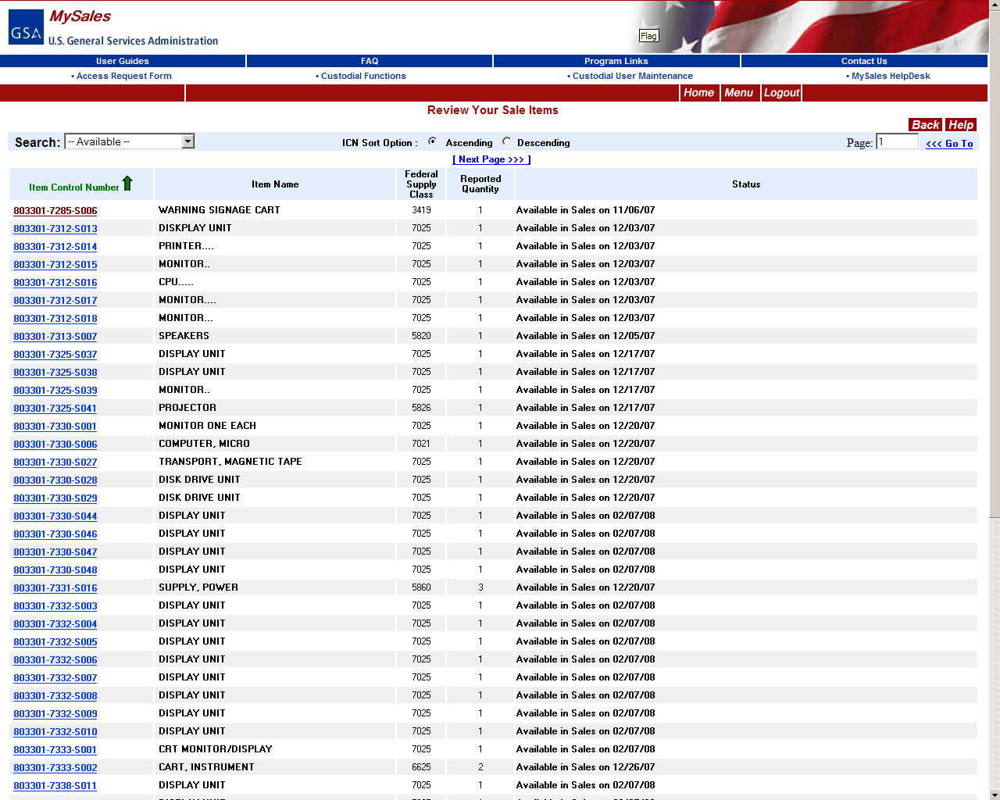 MySales
GSA
U.S. General Services Administration
Flag
User Guides FAQ Program Links Contact Us
• Access Request Form • Custodial Functions • Custodial User Maintenance • MySales HelpDesk
Home Menu Logout
Review Your Sale Items
Back Help
Search: -- Available -- ICN Sort Option : Ascending Descending Page: 1 <<< Go To
[ Next Page >>> ]
Item Control Number Item Name Federal Supply Class Reported Quantity Status
803301-7285-S006 WARNING SIGNAGE CART 3419 1 Available in Sales on 11/06/07
803301-7312-S013 DISKPLAY UNIT 7025 1 Available in Sales on 12/03/07
803301-7312-S014 PRINTER.... 7025 1 Available in Sales on 12/03/07
803301-7312-S015 MONITOR.. 7025 1 Available in Sales on 12/03/07
803301-7312-S016 CPU..... 7025 1 Available in Sales on 12/03/07
803301-7312-S017 MONITOR.... 7025 1 Available in Sales on 12/03/07
803301-7312-S018 MONITOR... 7025 1 Available in Sales on 12/03/07
803301-7313-S007 SPEAKERS 5820 1 Available in Sales on 12/05/07
803301-7325-S037 DISPLAY UNIT 7025 1 Available in Sales on 12/17/07
803301-7325-S038 DISPLAY UNIT 7025 1 Available in Sales on 12/17/07
803301-7325-S039 MONITOR.. 7025 1 Available in Sales on 12/17/07
803301-7325-S041 PROJECTOR 5826 1 Available in Sales on 12/17/07
803301-7330-S001 MONITOR ONE EACH 7025 1 Available in Sales on 12/20/07
803301-7330-S006 COMPUTER, MICRO 7021 1 Available in Sales on 12/20/07
803301-7330-S027 TRANSPORT, MAGNETIC TAPE 7025 1 Available in Sales on 12/20/07
803301-7330-S028 DISK DRIVE UNIT 7025 1 Available in Sales on 12/20/07
803301-7330-S029 DISK DRIVE UNIT 7025 1 Available in Sales on 12/20/07
803301-7330-S044 DISPLAY UNIT 7025 1 Available in Sales on 02/07/08
803301-7330-S046 DISPLAY UNIT 7025 1 Available in Sales on 02/07/08
803301-7330-S047 DISPLAY UNIT 7025 1 Available in Sales on 02/07/08
803301-7330-S048 DISPLAY UNIT 7025 1 Available in Sales on 02/07/08
803301-7331-S016 SUPPLY, POWER 5860 3 Available in Sales on 12/20/07
803301-7332-S003 DISPLAY UNIT 7025 1 Available in Sales on 02/07/08
803301-7332-S004 DISPLAY UNIT 7025 1 Available in Sales on 02/07/08
803301-7332-S005 DISPLAY UNIT 7025 1 Available in Sales on 02/07/08
803301-7332-S006 DISPLAY UNIT 7025 1 Available in Sales on 02/07/08
803301-7332-S007 DISPLAY UNIT 7025 1 Available in Sales on 02/07/08
803301-7332-S008 DISPLAY UNIT 7025 1 Available in Sales on 02/07/08
803301-7332-S009 DISPLAY UNIT 7025 1 Available in Sales on 02/07/08
803301-7332-S010 DISPLAY UNIT 7025 1 Available in Sales on 02/07/08
803301-7333-S001 CRT MONITOR/DISPLAY 7025 1 Available in Sales on 02/07/08
803301-7333-S002 CART, INSTRUMENT 6625 2 Available in Sales on 12/26/07
803301-7338-S011 DISPLAY UNIT 7025 1 Available in Sales on 02/07/08